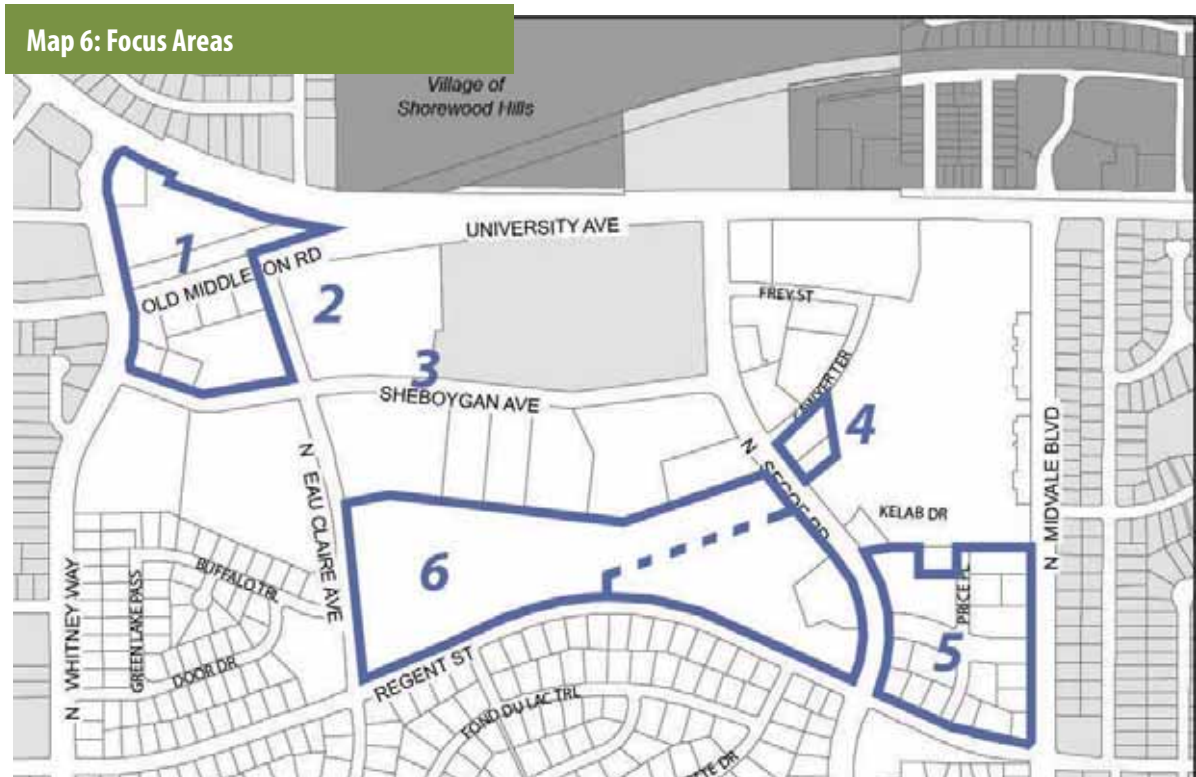 Map 6: Focus Areas
Village of
Shorewood Hills
UNIVERSITY AVE
1
OLD MIDDLETON RD
2
FREY ST
3
SHEBOYGAN AVE
4
N SEGOE RD
N MIDVALE BLVD
KELAB DR
N EAU CLAIRE AVE
6
BUFFALO TRL
N WHITNEY WAY
GREEN LAKE PASS
DOOR DR
PRICE PL
5
REGENT ST
FOND DU LAC TRL